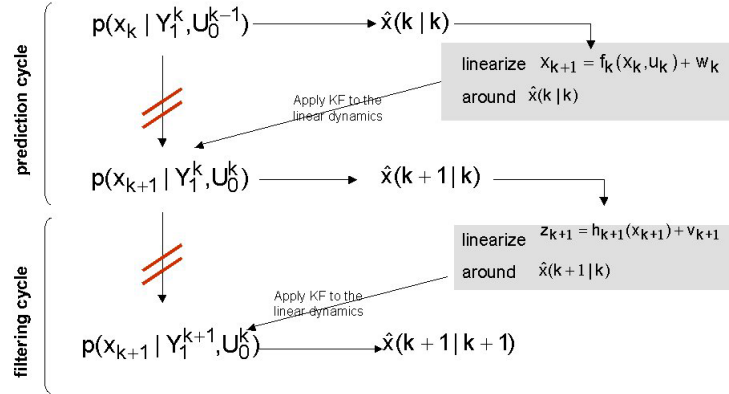 p(x_k | Y_1^k, U_0^{k-1})
x̂(k | k)
linearize x_{k+1} = f_k(x_k, u_k) + w_k
around x̂(k | k)
Apply KF to the
linear dynamics
prediction cycle
p(x_{k+1} | Y_1^k, U_0^k)
x̂(k + 1 | k)
linearize z_{k+1} = h_{k+1}(x_{k+1}) + v_{k+1}
around x̂(k + 1 | k)
Apply KF to the
linear dynamics
filtering cycle
p(x_{k+1} | Y_1^{k+1}, U_0^k)
x̂(k + 1 | k + 1)